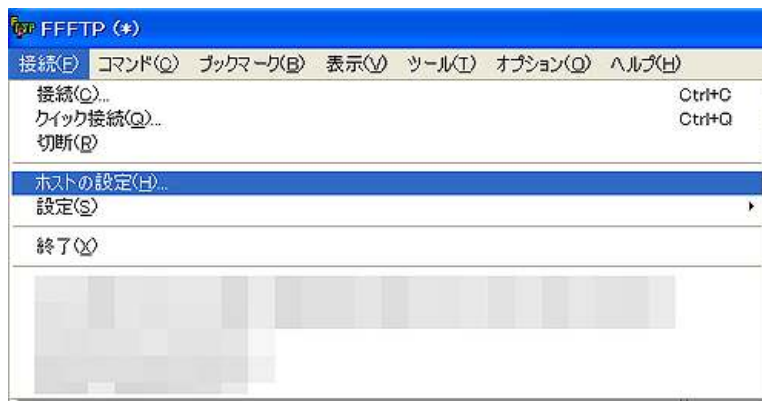 FFFTP (*)
接続(F) コマンド(C) ブックマーク(B) 表示(V) ツール(T) オプション(O) ヘルプ(H)
接続(C)... Ctrl+C
クイック接続(Q)... Ctrl+Q
切断(R)
ホストの設定(H)...
設定(S)
終了(X)